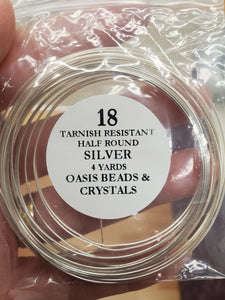 18
TARNISH RESISTANT
HALF ROUND
SILVER
4 YARDS
OASIS BEADS &
CRYSTALS